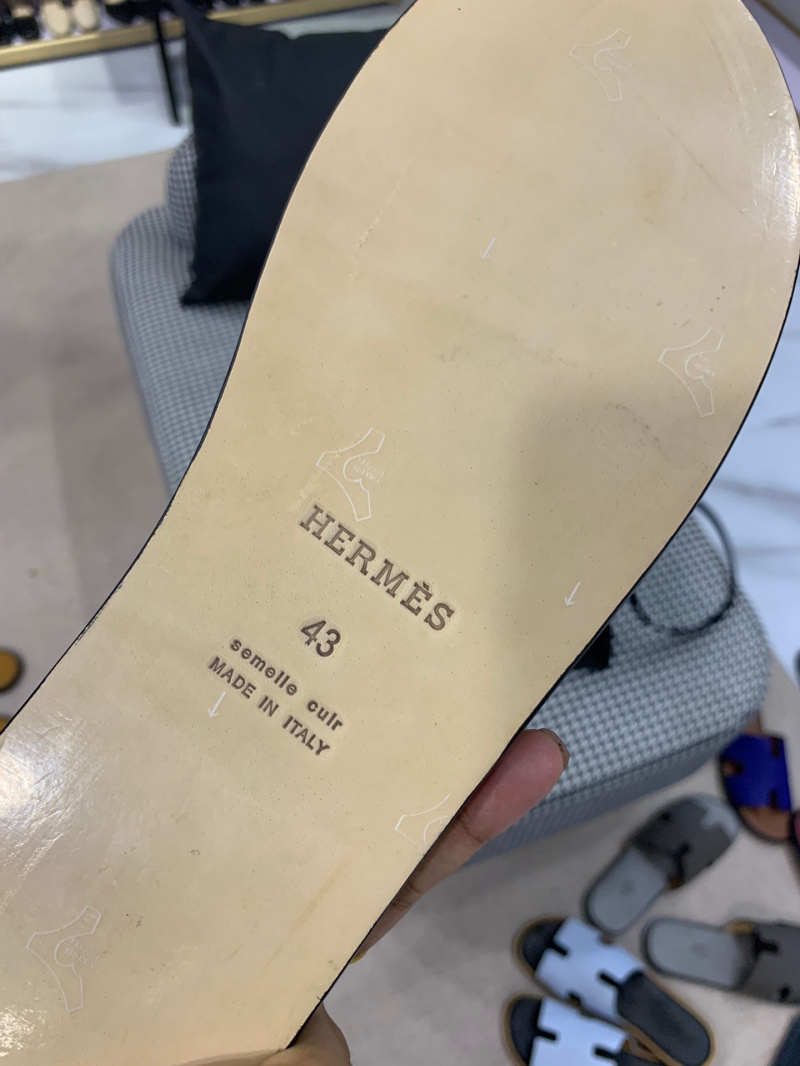 HERMÈS
43
semelle cuir
MADE IN ITALY